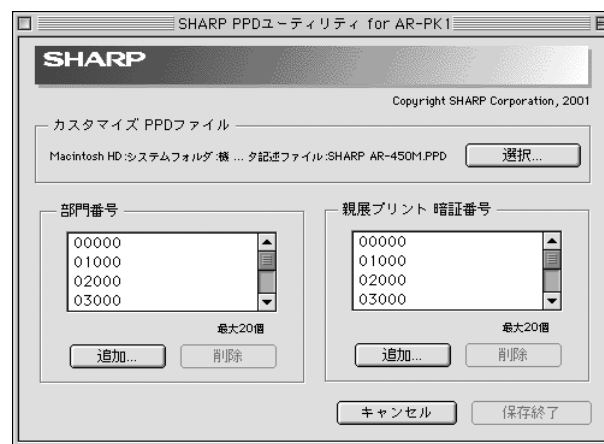 SHARP PPDユーティリティ for AR-PK1
SHARP
Copyright SHARP Corporation, 2001
カスタマイズ PPDファイル
Macintosh HD:システムフォルダ:機 ... タ記述ファイル:SHARP AR-450M.PPD
選択...
部門番号
00000
01000
02000
03000
最大20個
追加...
削除
親展プリント 暗証番号
00000
01000
02000
03000
最大20個
追加...
削除
キャンセル
保存終了